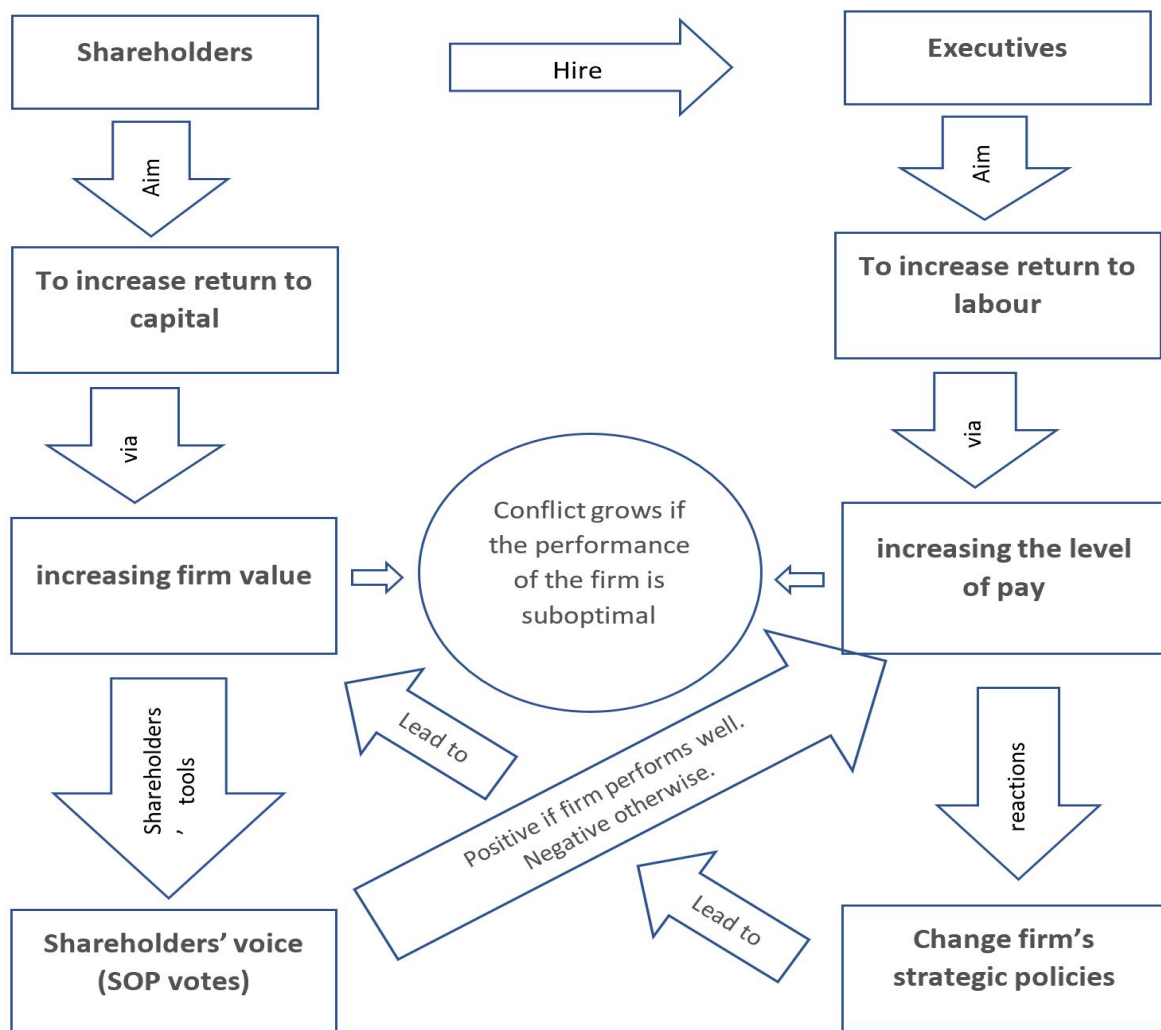 Shareholders
Hire
Executives
Aim
Aim
To increase return to
capital
To increase return to
labour
via
via
increasing firm value
Conflict grows if
the performance
of the firm is
suboptimal
increasing the level
of pay
Shareholders
’ tools
Lead to
Positive if firm performs well.
Negative otherwise.
reactions
Lead to
Shareholders’ voice
(SOP votes)
Change firm’s
strategic policies